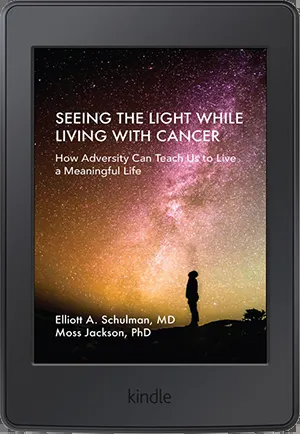 SEEING THE LIGHT WHILE
LIVING WITH CANCER
How Adversity Can Teach Us to Live
a Meaningful Life
Elliott A. Schulman, MD
Moss Jackson, PhD
kindle